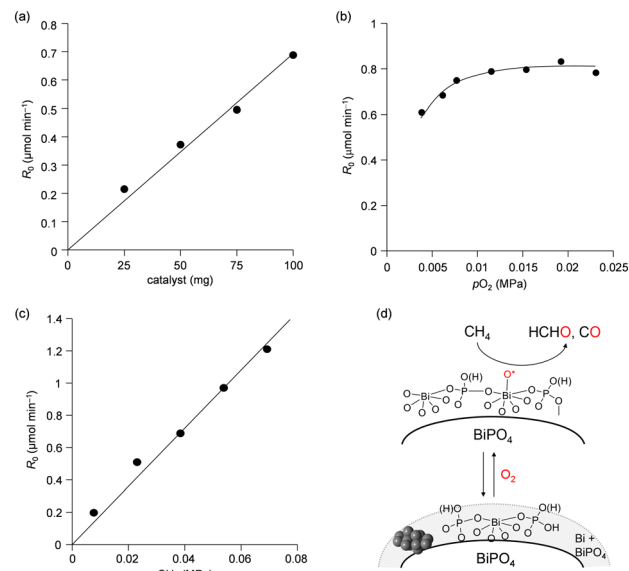 (a)
0.8
0.7
0.6
0.5
0.4
0.3
0.2
0.1
0
R₀ (μmol min⁻¹)
0 25 50 75 100
catalyst (mg)
(b)
1
0.8
0.6
0.4
0.2
0
R₀ (μmol min⁻¹)
0 0.005 0.01 0.015 0.02 0.025
pO₂ (MPa)
(c)
1.4
1.2
1
0.8
0.6
0.4
0.2
0
R₀ (μmol min⁻¹)
0 0.02 0.04 0.06 0.08
(MPa)
(d)
CH₄ HCHO, CO
O(H) O* O(H)
O P O Bi O P
O Bi O O O O O
O O O O O
BiPO₄
O₂
(H)O O(H)
P O Bi O P
O O O O OH
Bi +
BiPO₄
BiPO₄